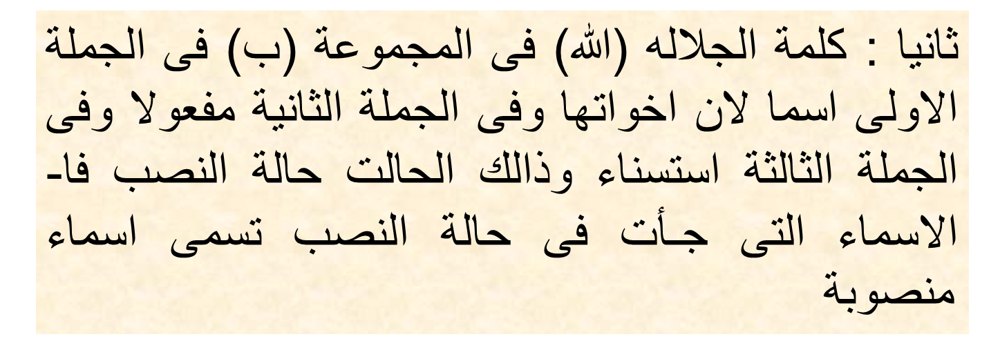 ثانيا : كلمة الجلاله (الله) فى المجموعة (ب) فى الجملة
الاولى اسما لان اخواتها وفى الجملة الثانية مفعولا وفى
الجملة الثالثة استسناء وذالك الحالت حالة النصب فا-
الاسماء التى جـأت فى حالة النصب تسمى اسماء
منصوبة